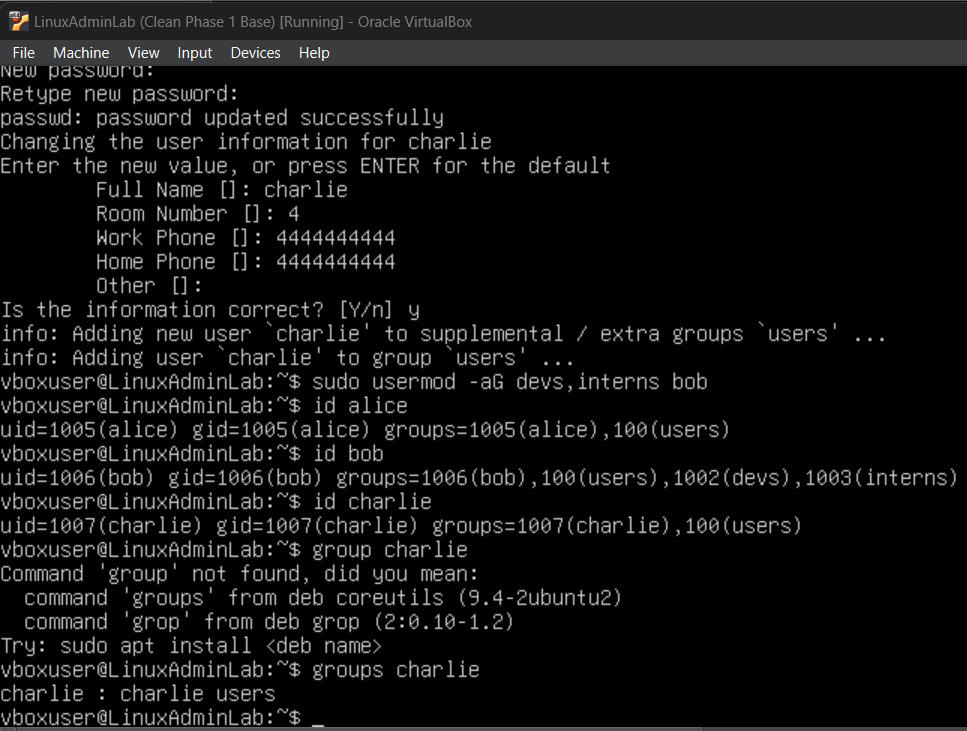 LinuxAdminLab (Clean Phase 1 Base) [Running] - Oracle VirtualBox
File Machine View Input Devices Help
New password:
Retype new password:
passwd: password updated successfully
Changing the user information for charlie
Enter the new value, or press ENTER for the default
        Full Name []: charlie
        Room Number []: 4
        Work Phone []: 4444444444
        Home Phone []: 4444444444
        Other []:
Is the information correct? [Y/n] y
info: Adding new user `charlie' to supplemental / extra groups `users' ...
info: Adding user `charlie' to group `users' ...
vboxuser@LinuxAdminLab:~$ sudo usermod -aG devs,interns bob
vboxuser@LinuxAdminLab:~$ id alice
uid=1005(alice) gid=1005(alice) groups=1005(alice),100(users)
vboxuser@LinuxAdminLab:~$ id bob
uid=1006(bob) gid=1006(bob) groups=1006(bob),100(users),1002(devs),1003(interns)
vboxuser@LinuxAdminLab:~$ id charlie
uid=1007(charlie) gid=1007(charlie) groups=1007(charlie),100(users)
vboxuser@LinuxAdminLab:~$ group charlie
Command 'group' not found, did you mean:
  command 'groups' from deb coreutils (9.4-2ubuntu2)
  command 'grop' from deb grop (2:0.10-1.2)
Try: sudo apt install <deb name>
vboxuser@LinuxAdminLab:~$ groups charlie
charlie : charlie users
vboxuser@LinuxAdminLab:~$ _